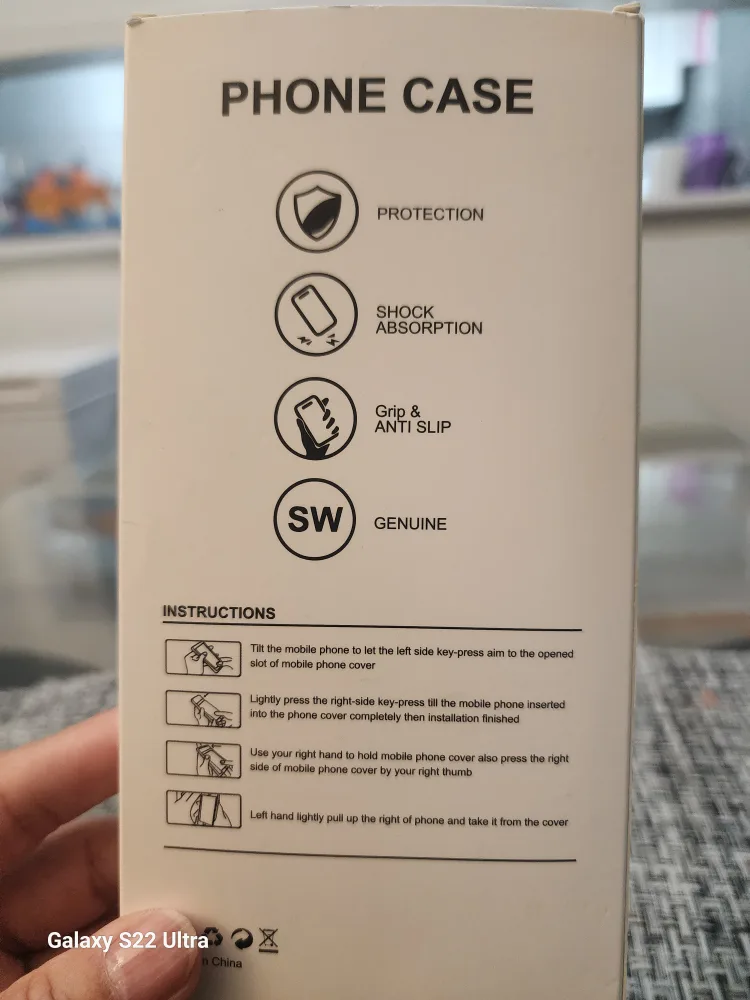 PHONE CASE
PROTECTION
SHOCK
ABSORPTION
Grip &
ANTI SLIP
SW
GENUINE
INSTRUCTIONS
Tilt the mobile phone to let the left side key-press aim to the opened
slot of mobile phone cover
Lightly press the right-side key-press till the mobile phone inserted
into the phone cover completely then installation finished
Use your right hand to hold mobile phone cover also press the right
side of mobile phone cover by your right thumb
Left hand lightly pull up the right of phone and take it from the cover
Galaxy S22 Ultra
China